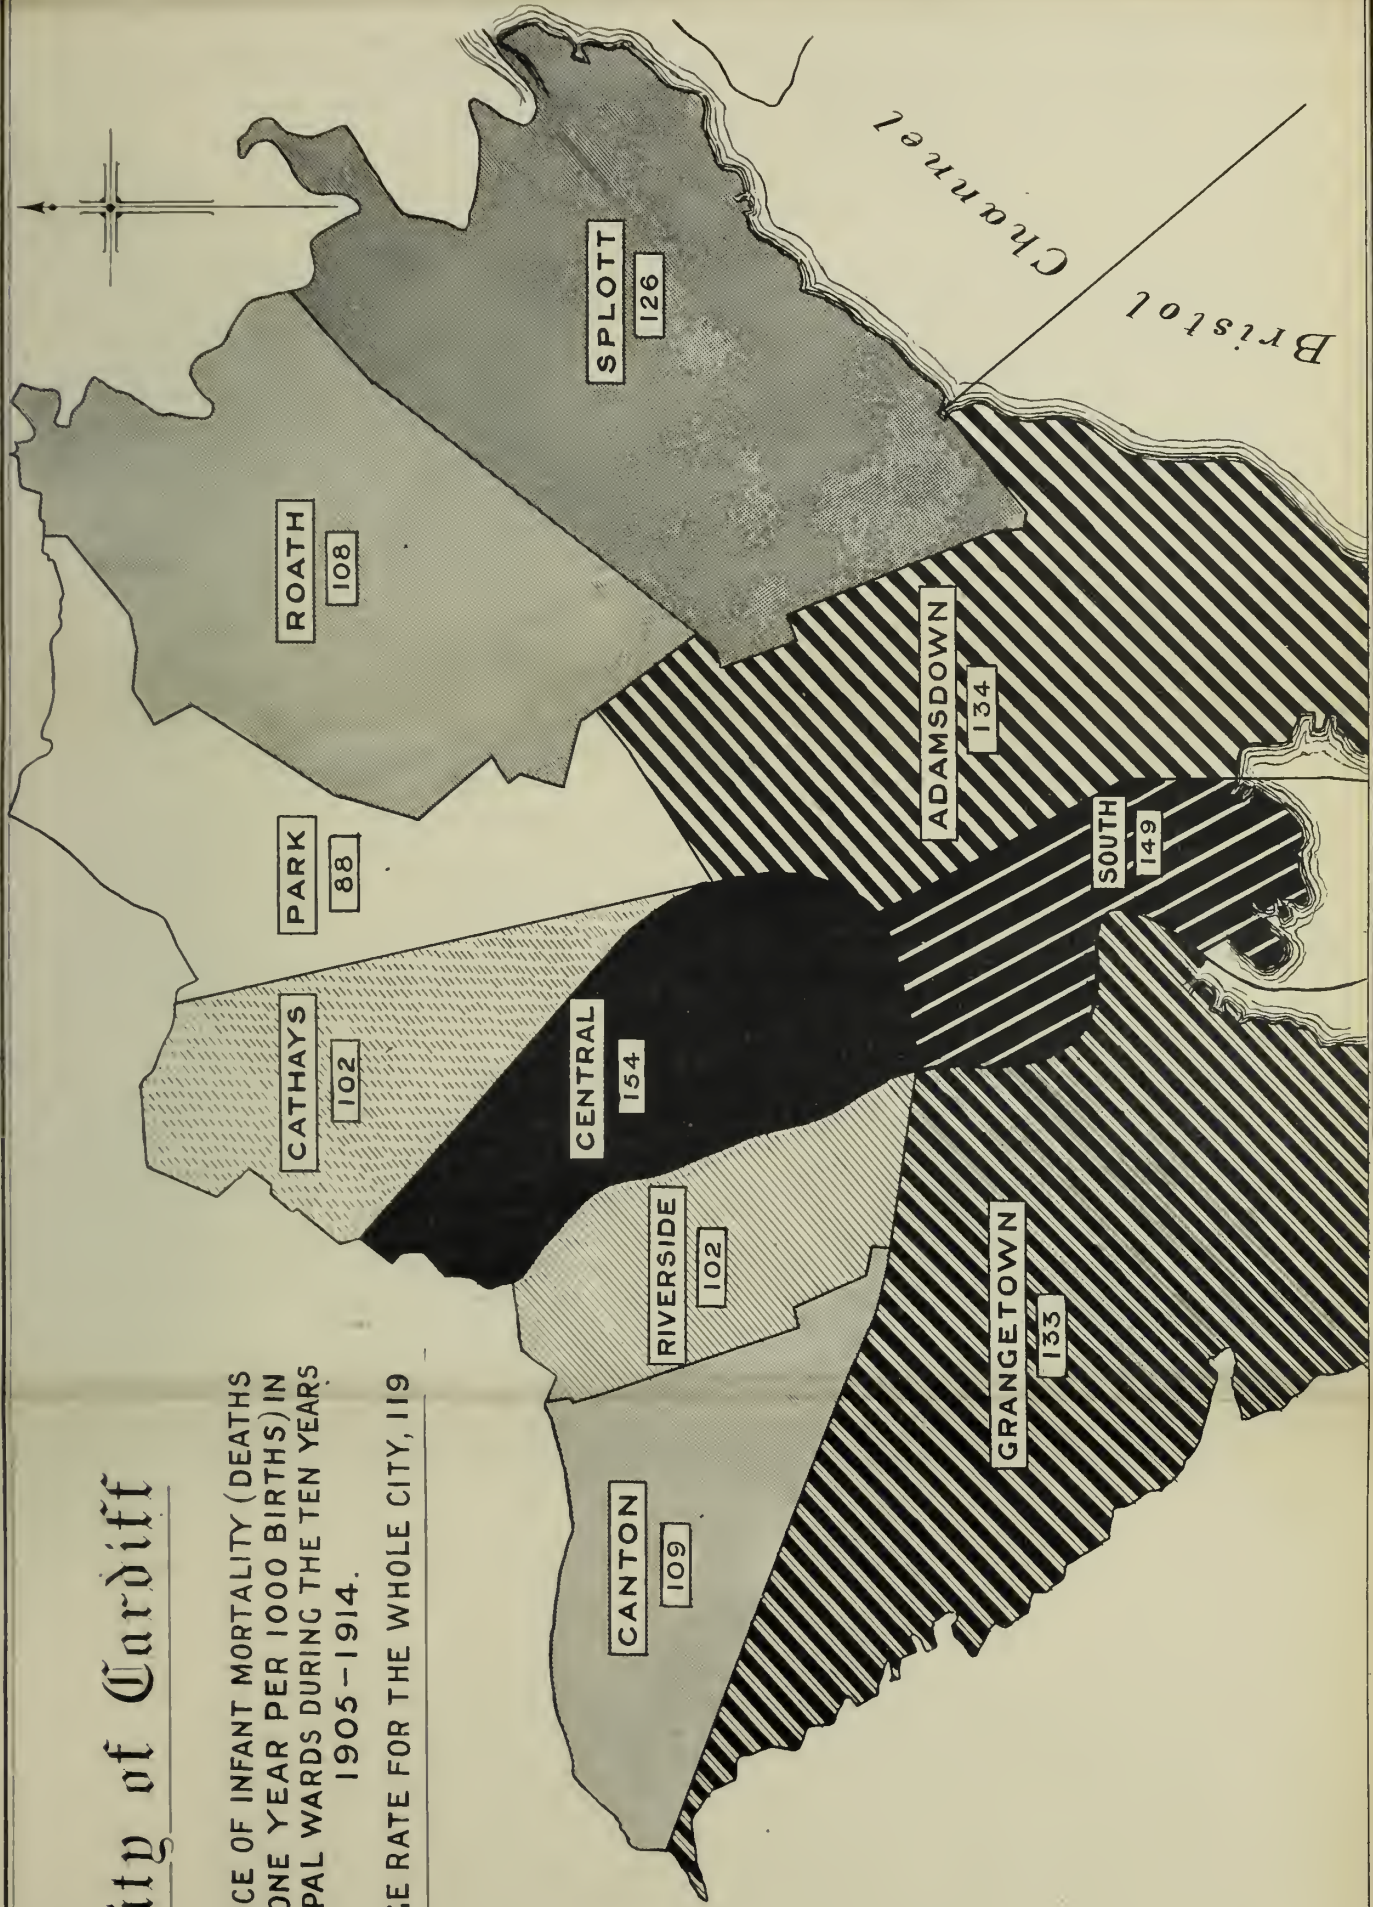 ity of Cardiff
CE OF INFANT MORTALITY (DEATHS
ONE YEAR PER 1000 BIRTHS) IN
PAL WARDS DURING THE TEN YEARS
1905-1914.
GE RATE FOR THE WHOLE CITY, 119
CATHAYS
102
PARK
88
ROATH
108
CANTON
109
RIVERSIDE
102
CENTRAL
154
SPLOTT
126
GRANGETOWN
133
SOUTH
149
ADAMSDOWN
134
Bristol Channel